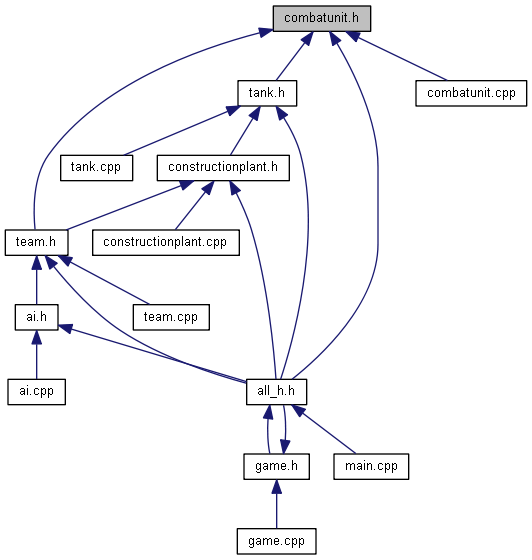 combatunit.h
tank.h
combatunit.cpp
tank.cpp
constructionplant.h
team.h
constructionplant.cpp
ai.h
team.cpp
ai.cpp
all_h.h
game.h
main.cpp
game.cpp